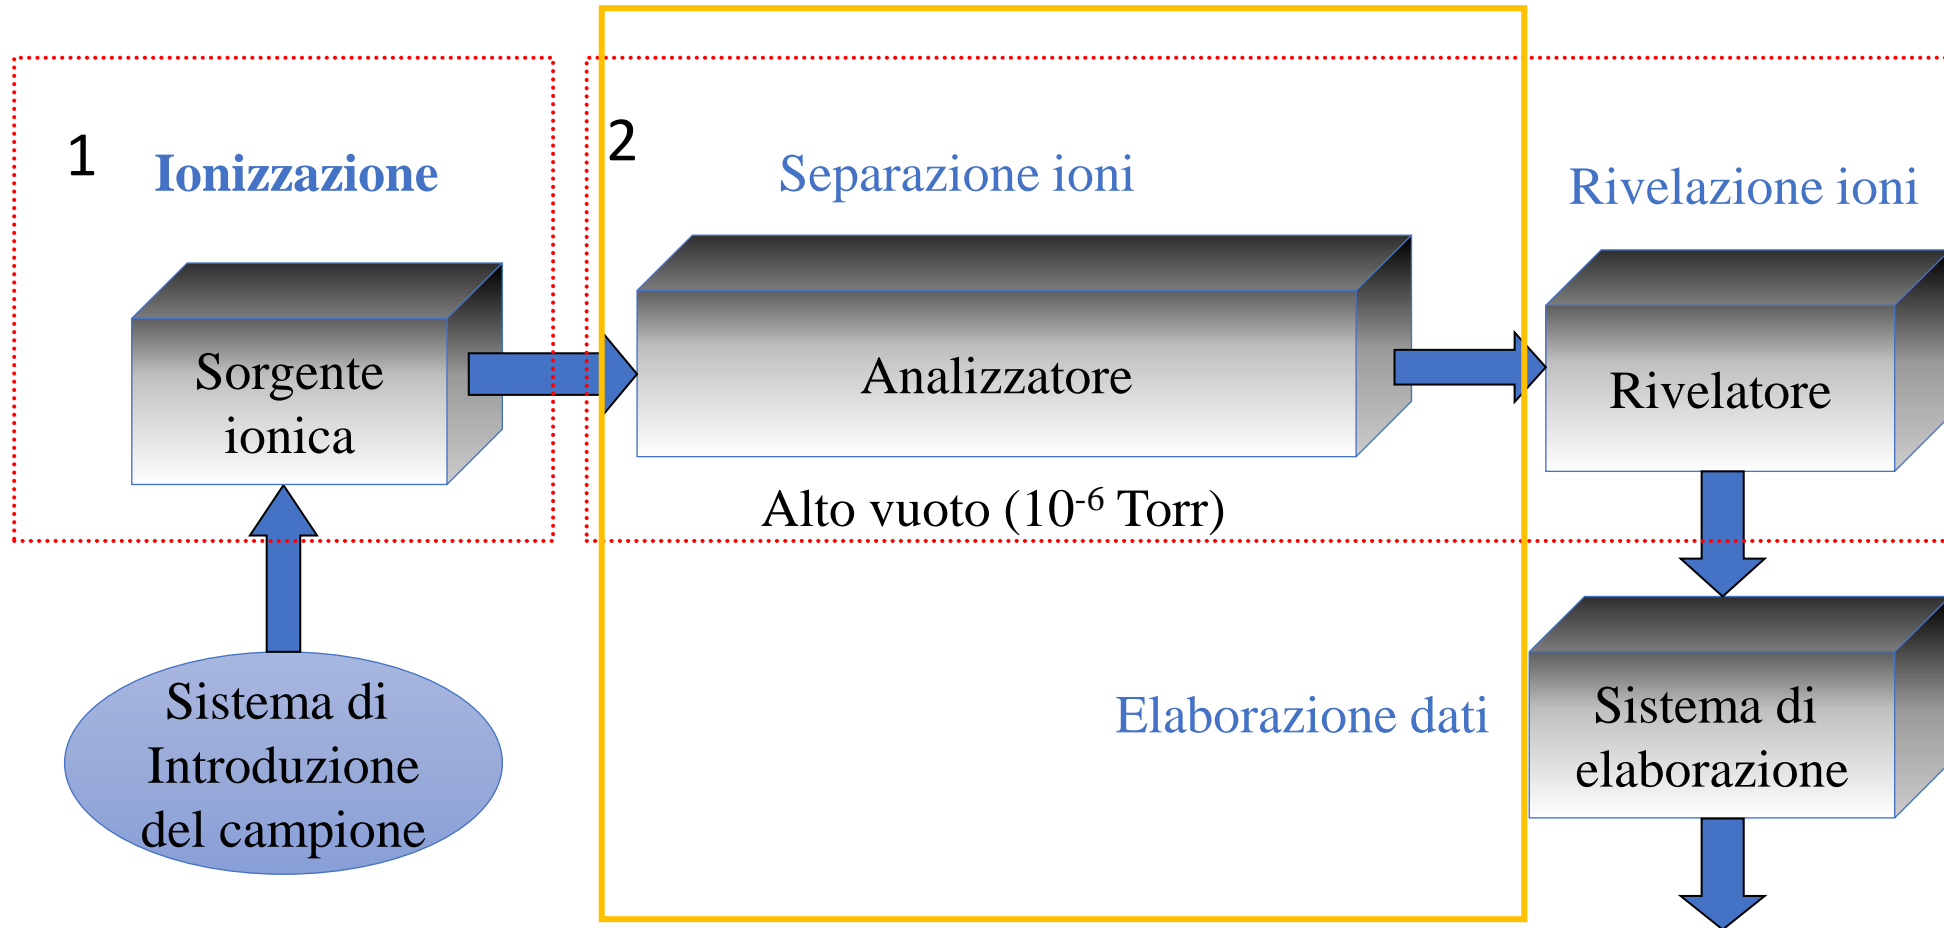 1
Ionizzazione
2
Separazione ioni
Rivelazione ioni
Sorgente
ionica
Analizzatore
Rivelatore
Alto vuoto (10⁻⁶ Torr)
Sistema di
Introduzione
del campione
Elaborazione dati
Sistema di
elaborazione